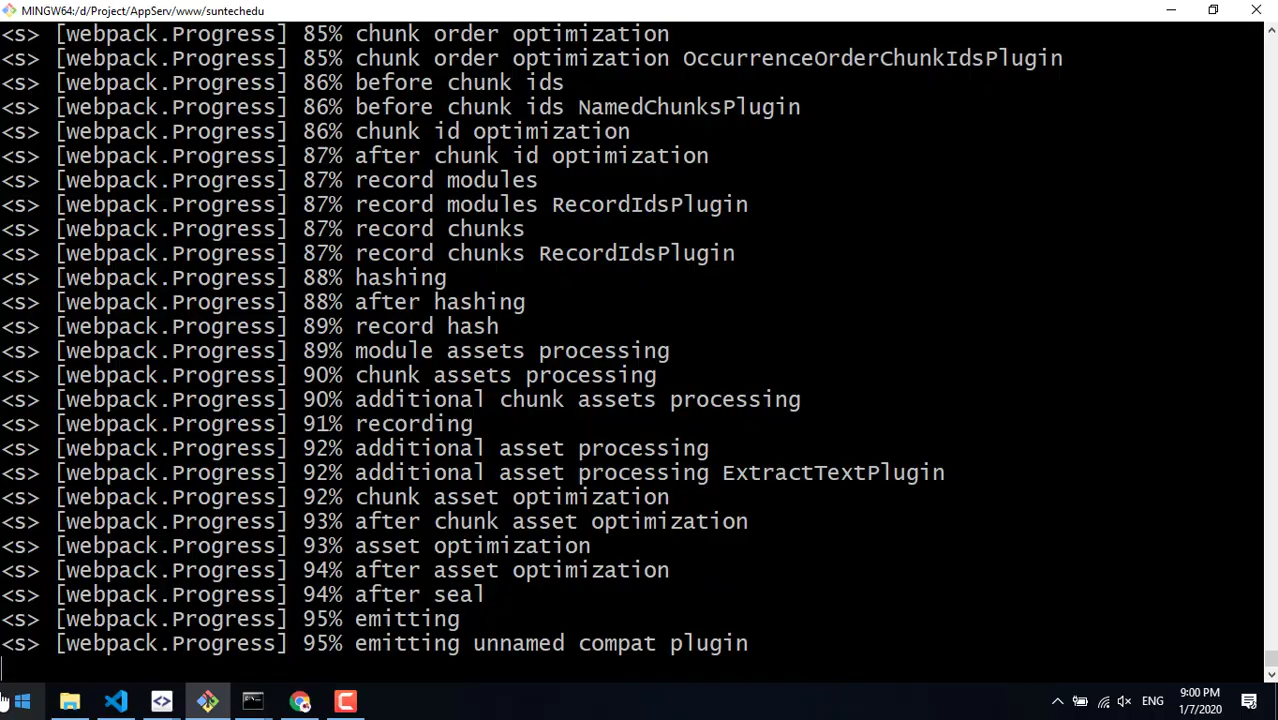 MINGW64:/d/Project/AppServ/www/suntechedu
<s> [webpack.Progress] 85% chunk order optimization
<s> [webpack.Progress] 85% chunk order optimization OccurrenceOrderChunkIdsPlugin
<s> [webpack.Progress] 86% before chunk ids
<s> [webpack.Progress] 86% before chunk ids NamedChunksPlugin
<s> [webpack.Progress] 86% chunk id optimization
<s> [webpack.Progress] 87% after chunk id optimization
<s> [webpack.Progress] 87% record modules
<s> [webpack.Progress] 87% record modules RecordIdsPlugin
<s> [webpack.Progress] 87% record chunks
<s> [webpack.Progress] 87% record chunks RecordIdsPlugin
<s> [webpack.Progress] 88% hashing
<s> [webpack.Progress] 88% after hashing
<s> [webpack.Progress] 89% record hash
<s> [webpack.Progress] 89% module assets processing
<s> [webpack.Progress] 90% chunk assets processing
<s> [webpack.Progress] 90% additional chunk assets processing
<s> [webpack.Progress] 91% recording
<s> [webpack.Progress] 92% additional asset processing
<s> [webpack.Progress] 92% additional asset processing ExtractTextPlugin
<s> [webpack.Progress] 92% chunk asset optimization
<s> [webpack.Progress] 93% after chunk asset optimization
<s> [webpack.Progress] 93% asset optimization
<s> [webpack.Progress] 94% after asset optimization
<s> [webpack.Progress] 94% after seal
<s> [webpack.Progress] 95% emitting
<s> [webpack.Progress] 95% emitting unnamed compat plugin
ENG
9:00 PM
1/7/2020